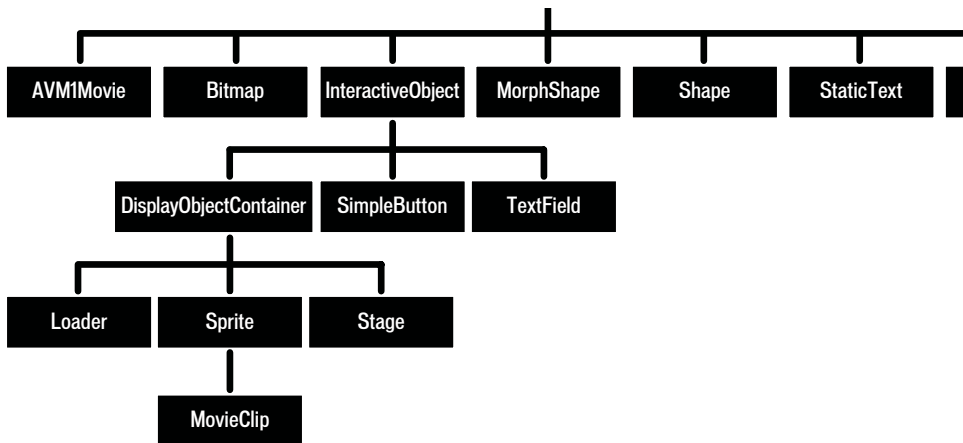 AVM1Movie
Bitmap
InteractiveObject
MorphShape
Shape
StaticText
DisplayObjectContainer
SimpleButton
TextField
Loader
Sprite
Stage
MovieClip